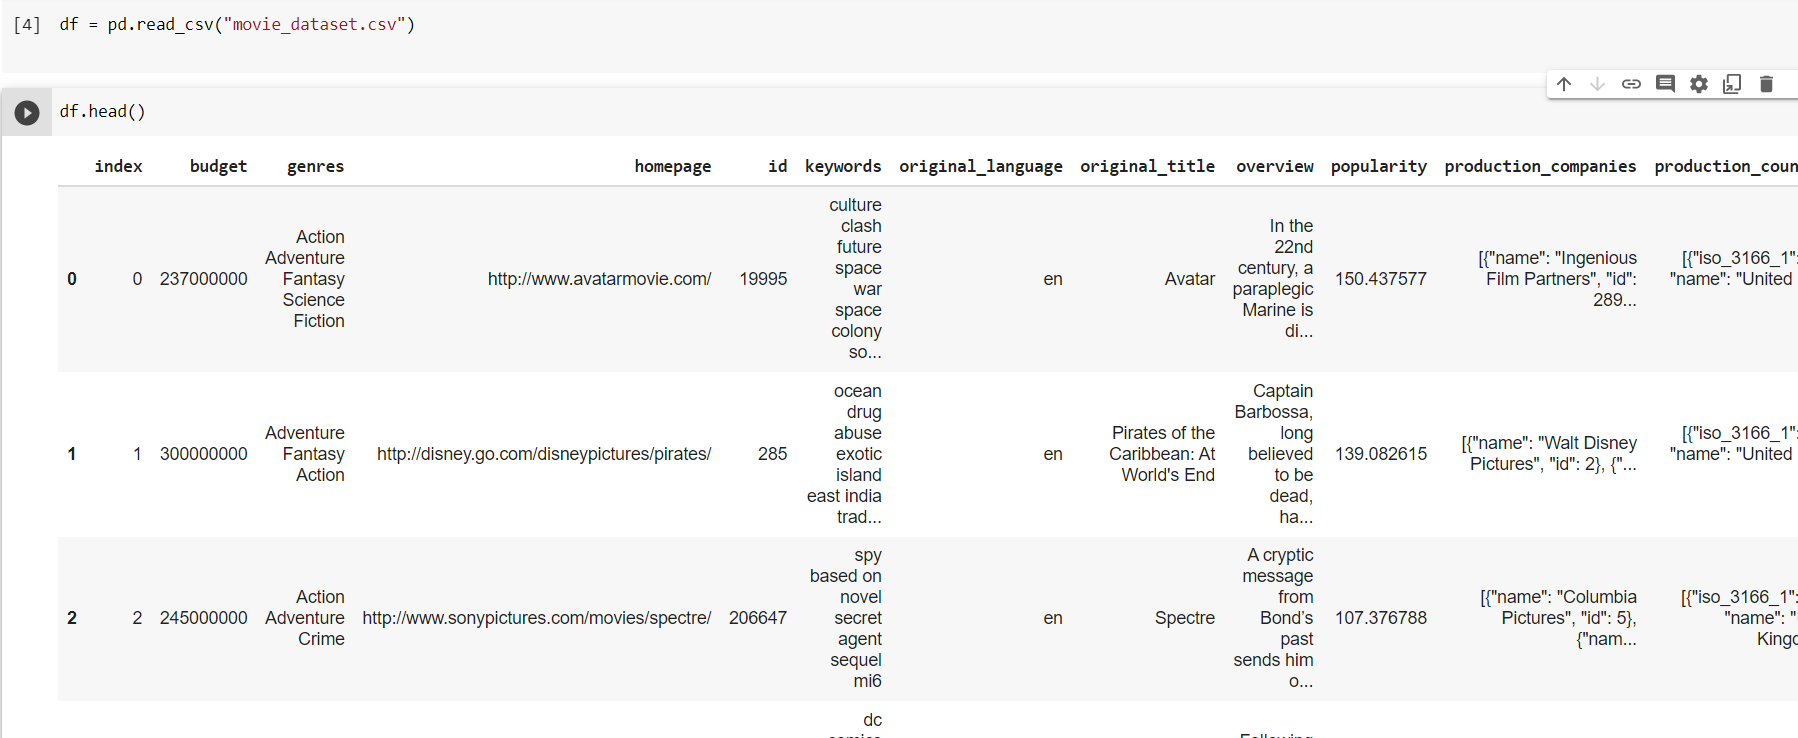 [4] df = pd.read_csv("movie_dataset.csv")
df.head()
index budget genres homepage id keywords original_language original_title overview popularity production_companies production_coun
0 0 237000000 Action
Adventure
Fantasy
Science
Fiction http://www.avatarmovie.com/ 19995 culture
clash
future
space
war
space
colony
so... en Avatar In the
22nd
century, a
paraplegic
Marine is
di... 150.437577 [{"name": "Ingenious
Film Partners", "id":
289... [{"iso_3166_1":
"name": "United
1 1 300000000 Adventure
Fantasy
Action http://disney.go.com/disneypictures/pirates/ 285 ocean
drug
abuse
exotic
island
east india
trad... en Pirates of the
Caribbean: At
World's End Captain
Barbossa,
long
believed
to be
dead,
ha... 139.082615 [{"name": "Walt Disney
Pictures", "id": 2}, {"... [{"iso_3166_1":
"name": "United
2 2 245000000 Action
Adventure
Crime http://www.sonypictures.com/movies/spectre/ 206647 spy
based on
novel
secret
agent
sequel
mi6 en Spectre A cryptic
message
from
Bond’s
past
sends him
o... 107.376788 [{"name": "Columbia
Pictures", "id": 5},
{"nam... [{"iso_3166_1":
"name": "
Kingd
dc